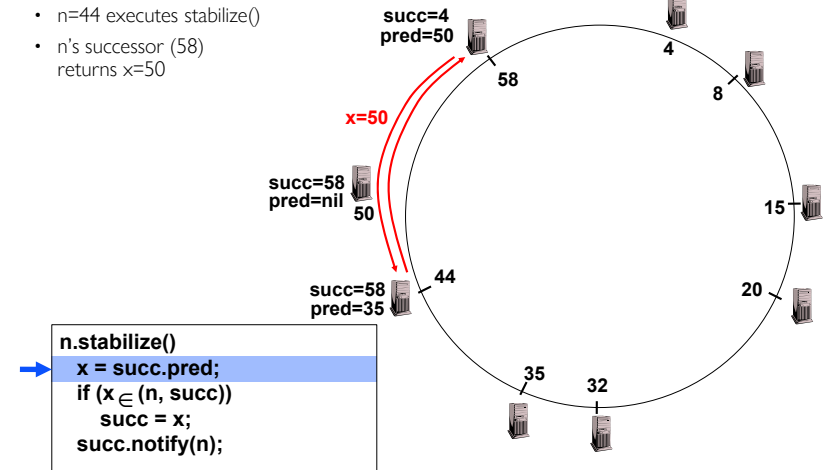 • n=44 executes stabilize()
• n's successor (58)
returns x=50
succ=4
pred=50
4
58
8
x=50
succ=58
pred=nil
50
15
44
succ=58
pred=35
20
n.stabilize()
x = succ.pred;
if (x ∈ (n, succ))
succ = x;
succ.notify(n);
35
32